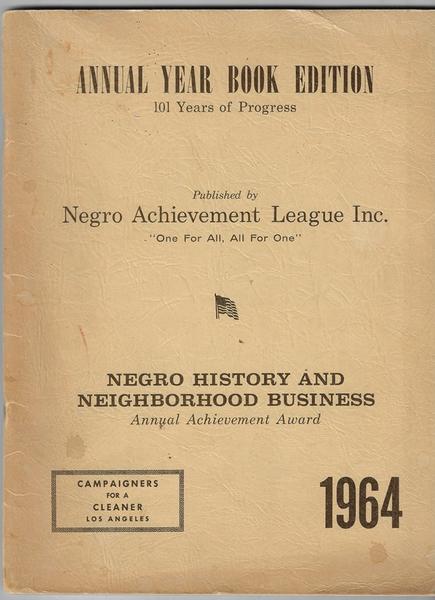 ANNUAL YEAR BOOK EDITION
101 Years of Progress
Published by
Negro Achievement League Inc.
"One For All, All For One"
NEGRO HISTORY AND
NEIGHBORHOOD BUSINESS
Annual Achievement Award
CAMPAIGNERS
FOR A
CLEANER
LOS ANGELES
1964